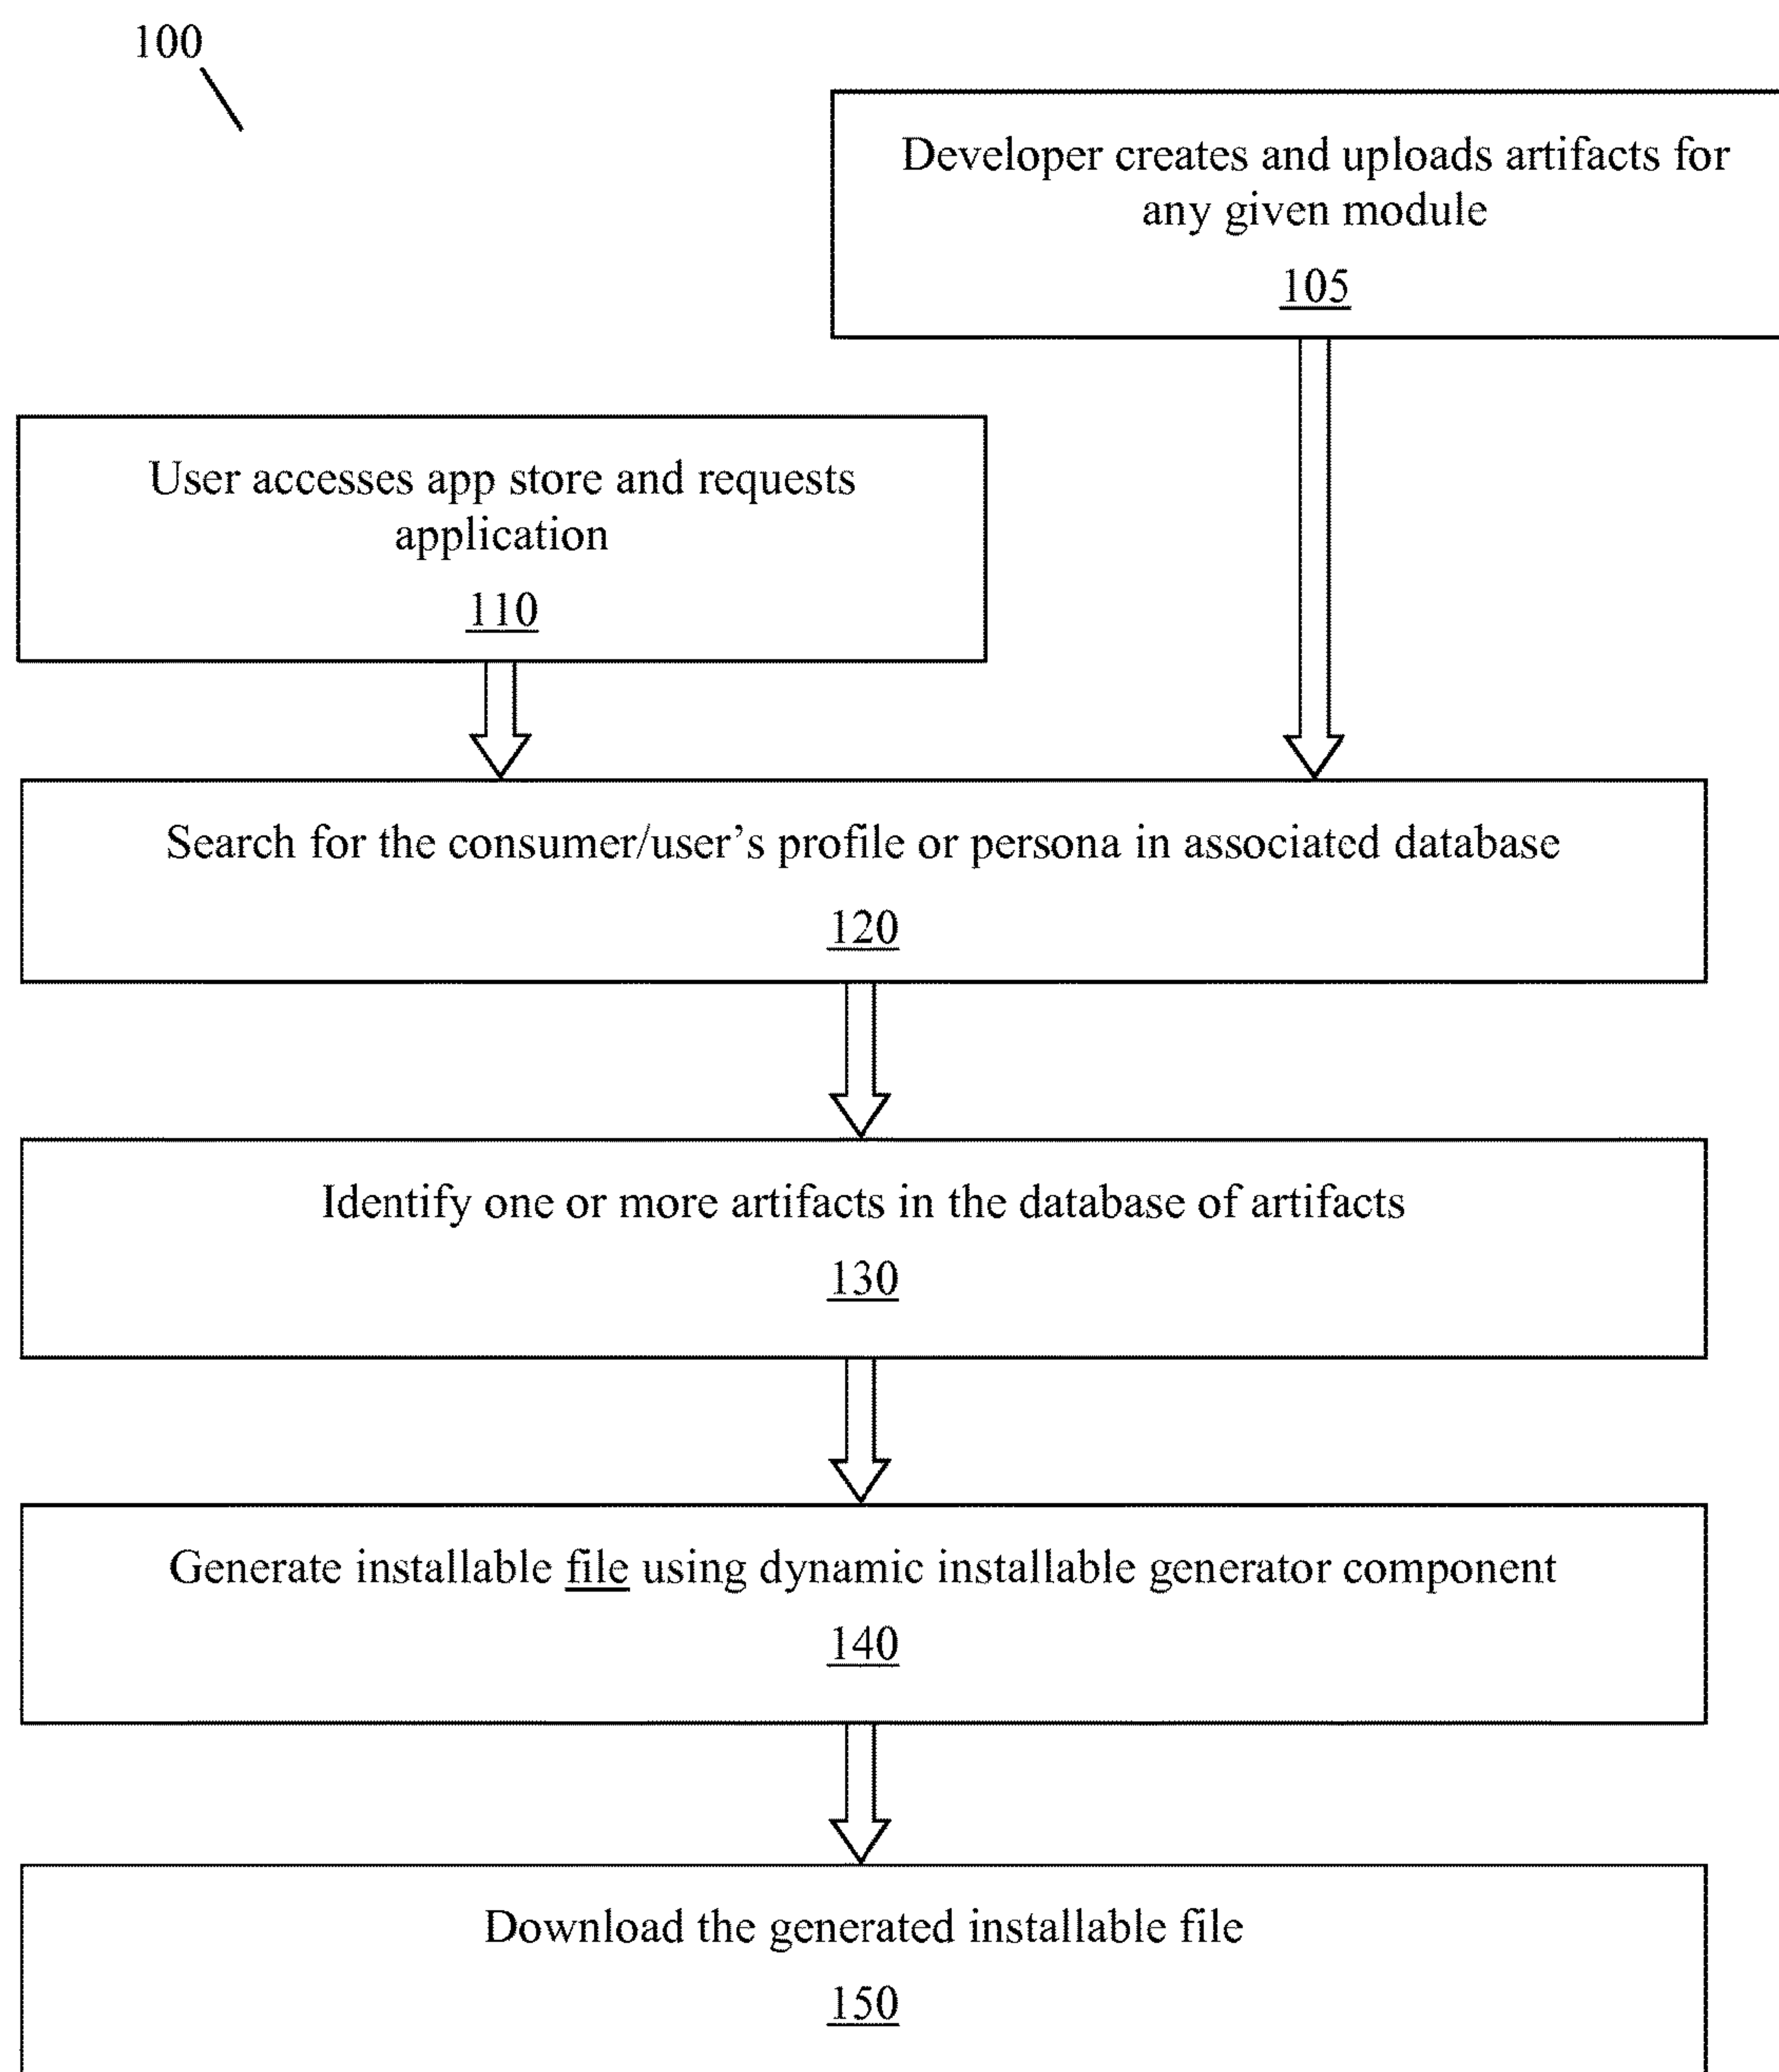 100
Developer creates and uploads artifacts for
any given module
105
User accesses app store and requests
application
110
Search for the consumer/user’s profile or persona in associated database
120
Identify one or more artifacts in the database of artifacts
130
Generate installable file using dynamic installable generator component
140
Download the generated installable file
150